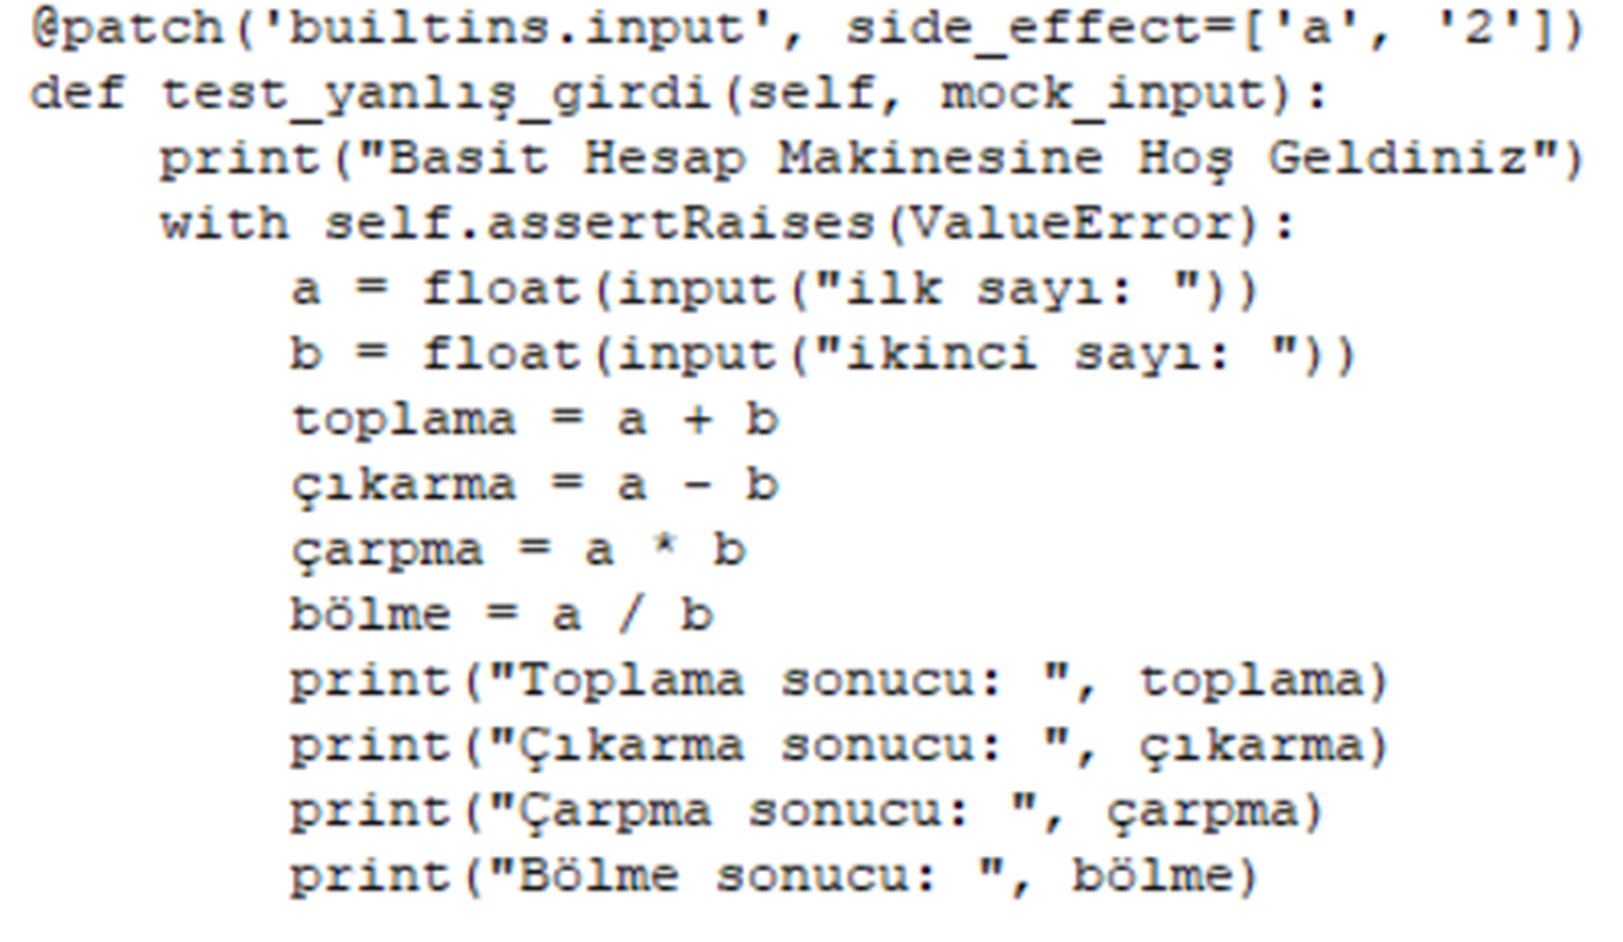 @patch('builtins.input', side_effect=['a', '2'])
def test_yanlış_girdi(self, mock_input):
    print("Basit Hesap Makinesine Hoş Geldiniz")
    with self.assertRaises(ValueError):
        a = float(input("ilk sayı: "))
        b = float(input("ikinci sayı: "))
        toplama = a + b
        çıkarma = a - b
        çarpma = a * b
        bölme = a / b
        print("Toplama sonucu: ", toplama)
        print("Çıkarma sonucu: ", çıkarma)
        print("Çarpma sonucu: ", çarpma)
        print("Bölme sonucu: ", bölme)